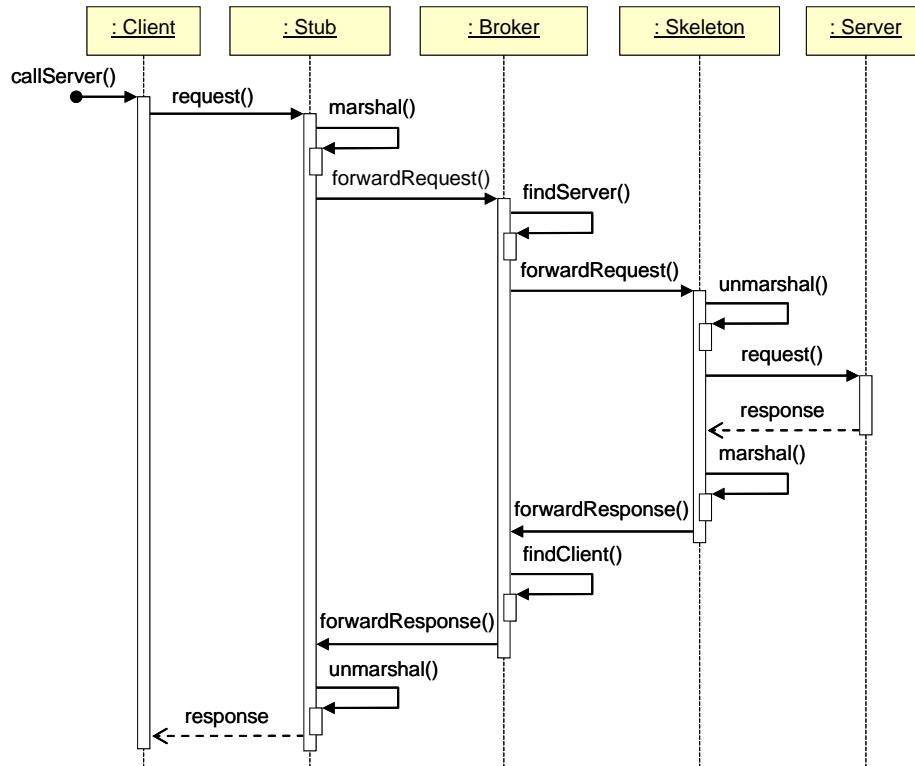 : Client
: Stub
: Broker
: Skeleton
: Server
callServer()
request()
marshal()
forwardRequest()
findServer()
forwardRequest()
unmarshal()
request()
response
marshal()
forwardResponse()
findClient()
forwardResponse()
unmarshal()
response